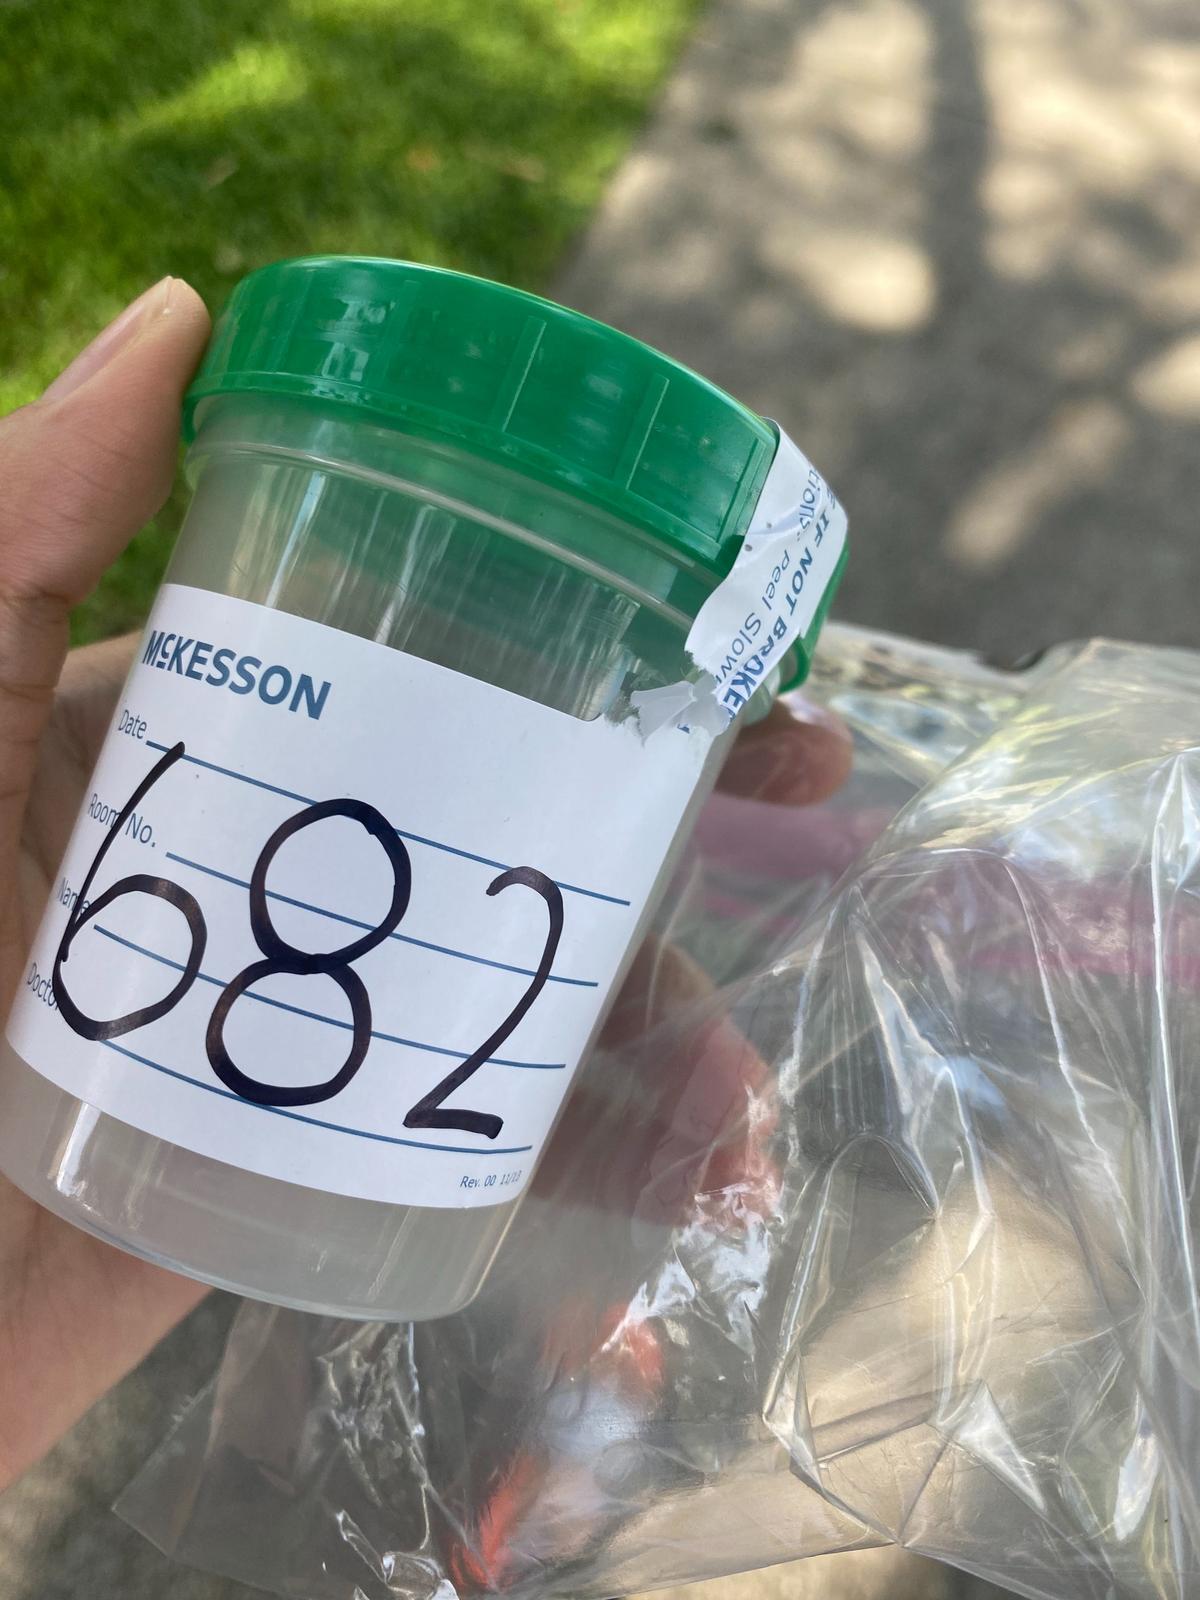 McKESSON
Date
Room No.
Name
Doctor
682
Rev. 00 11/13
IF NOT BROKEN
Peel Slowly